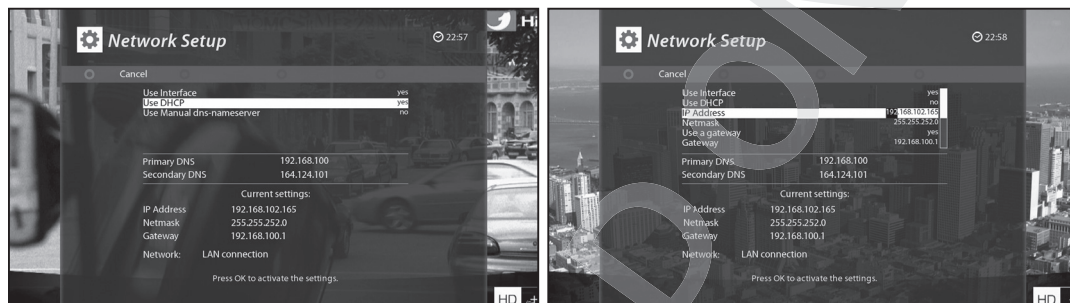 Network Setup
22:57
Cancel
Use Interface yes
Use DHCP yes
Use Manual dns-nameserver no
Primary DNS 192.168.100
Secondary DNS 164.124.101
Current settings:
IP Address 192.168.102.165
Netmask 255.255.252.0
Gateway 192.168.100.1
Network: LAN connection
Press OK to activate the settings.
Hi
HD
Network Setup
22:58
Cancel
Use Interface yes
Use DHCP no
IP Address 192.168.102.165
Netmask 255.255.252.0
Use a gateway yes
Gateway 192.168.100.1
Primary DNS 192.168.100
Secondary DNS 164.124.101
Current settings:
IP Address 192.168.102.165
Netmask 255.255.252.0
Gateway 192.168.100.1
Network: LAN connection
Press OK to activate the settings.
HD